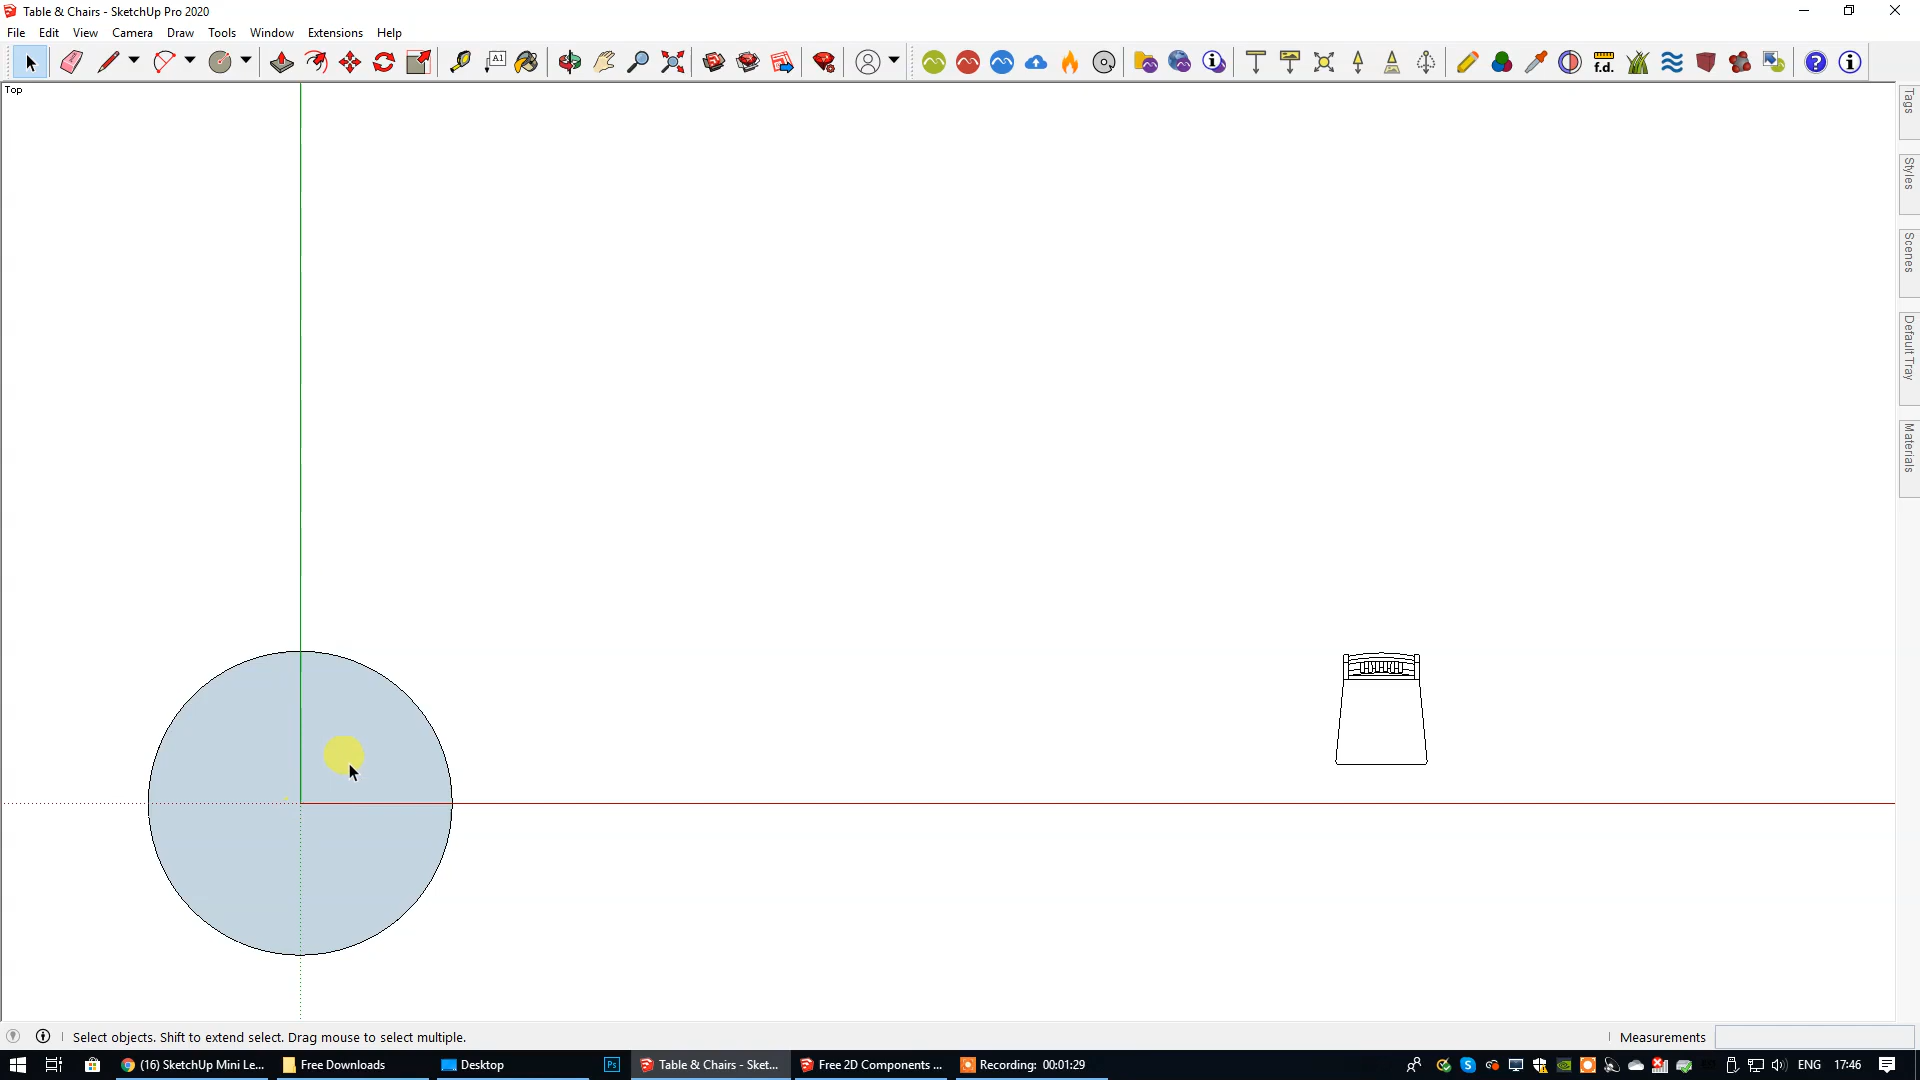 Table & Chairs - SketchUp Pro 2020
File Edit View Camera Draw Tools Window Extensions Help
A1
f.d.
Top
Tags
Styles
Scenes
Default Tray
Materials
Select objects. Shift to extend select. Drag mouse to select multiple.
Measurements
(16) SketchUp Mini Le...
Free Downloads
Desktop
Ps
Table & Chairs - Sket...
Free 2D Components ...
Recording: 00:01:29
ENG
17:46